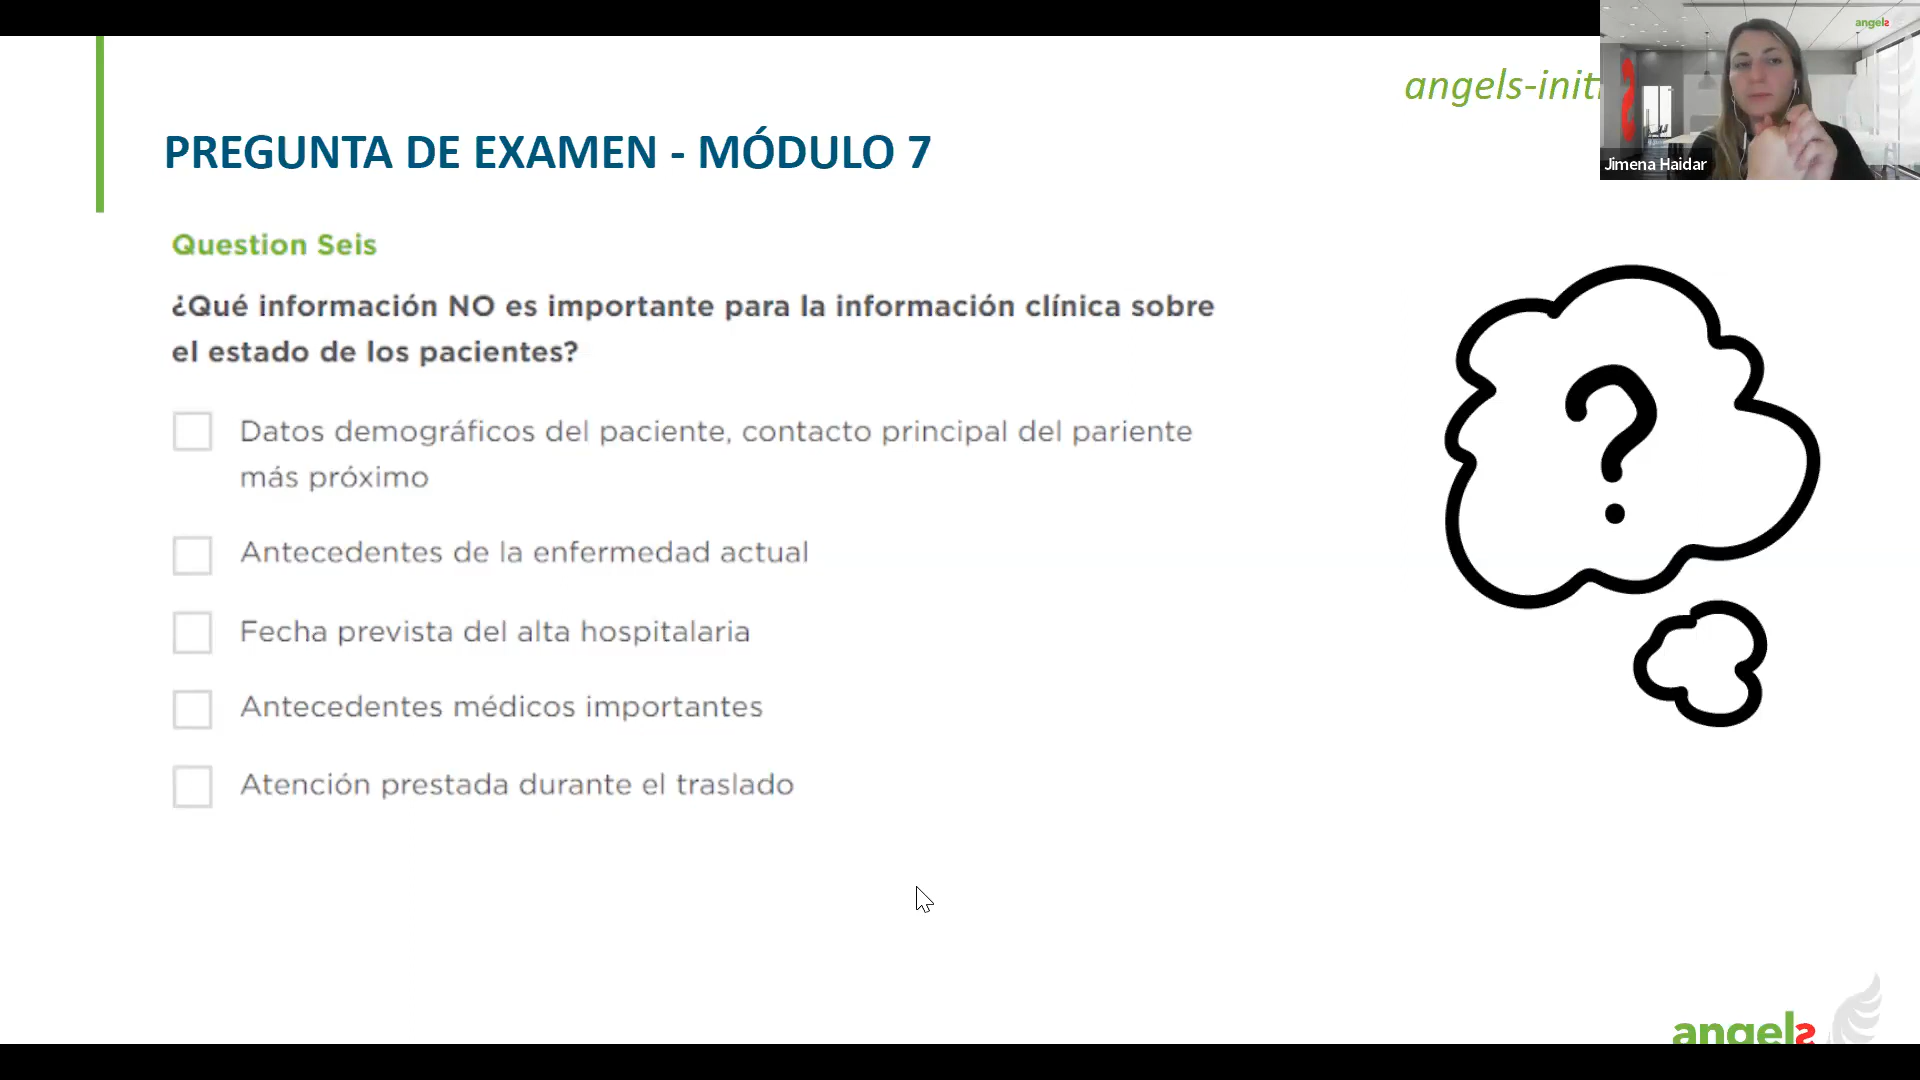 angels
angels-init
Jimena Haidar
PREGUNTA DE EXAMEN - MÓDULO 7
Question Seis
¿Qué información NO es importante para la información clínica sobre
el estado de los pacientes?
Datos demográficos del paciente, contacto principal del pariente
más próximo
Antecedentes de la enfermedad actual
Fecha prevista del alta hospitalaria
Antecedentes médicos importantes
Atención prestada durante el traslado
angels